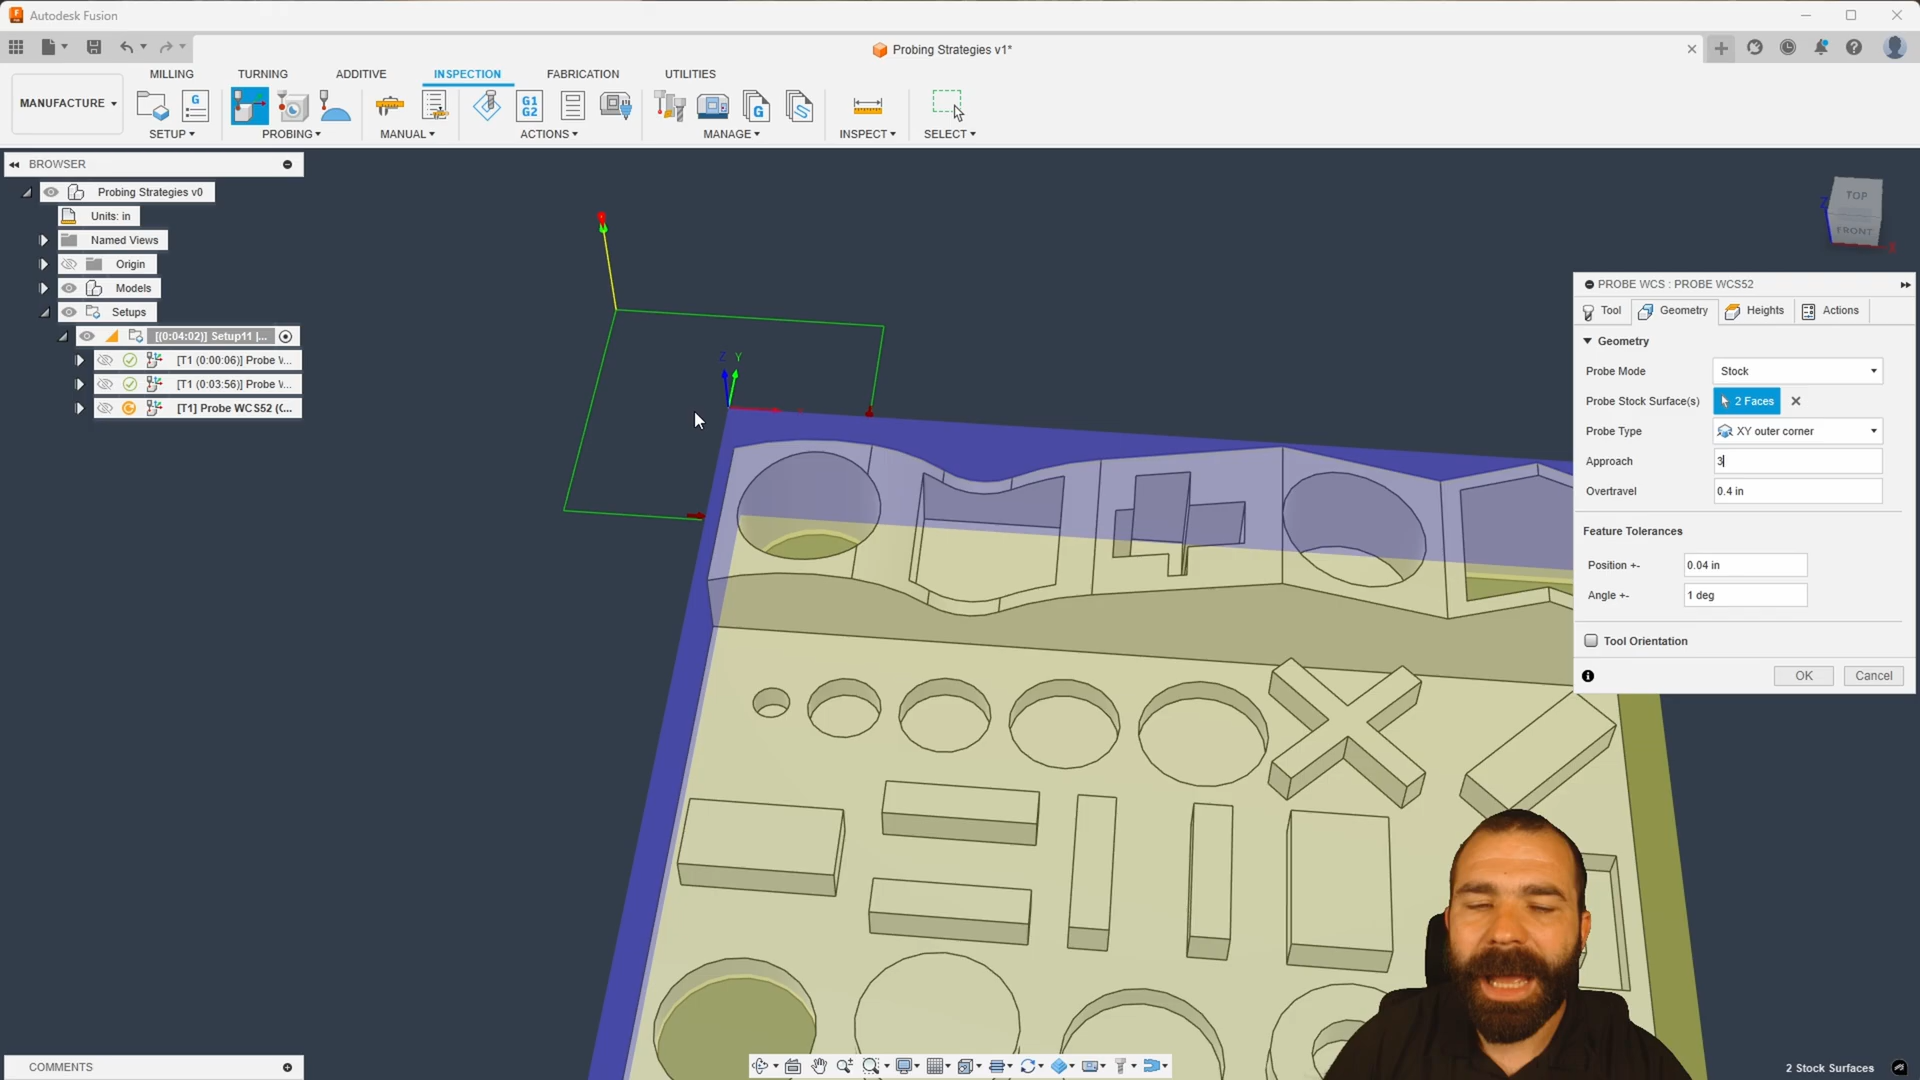 Autodesk Fusion
Probing Strategies v1*
MILLING TURNING ADDITIVE INSPECTION FABRICATION UTILITIES
MANUFACTURE
G G1 G2 G
SETUP PROBING MANUAL ACTIONS MANAGE INSPECT SELECT
BROWSER
Probing Strategies v0
Units: in
Named Views
Origin
Models
Setups
[(0:04:02)] Setup11 |...
[T1 (0:00:06)] Probe V...
[T1 (0:03:56)] Probe V...
[T1] Probe WCS52 (C...
Z Y
TOP
FRONT
Z X
PROBE WCS : PROBE WCS52
Tool Geometry Heights Actions
Geometry
Probe Mode Stock
Probe Stock Surface(s) 2 Faces
Probe Type XY outer corner
Approach 3
Overtravel 0.4 in
Feature Tolerances
Position +- 0.04 in
Angle +- 1 deg
Tool Orientation
OK Cancel
COMMENTS
2 Stock Surfaces